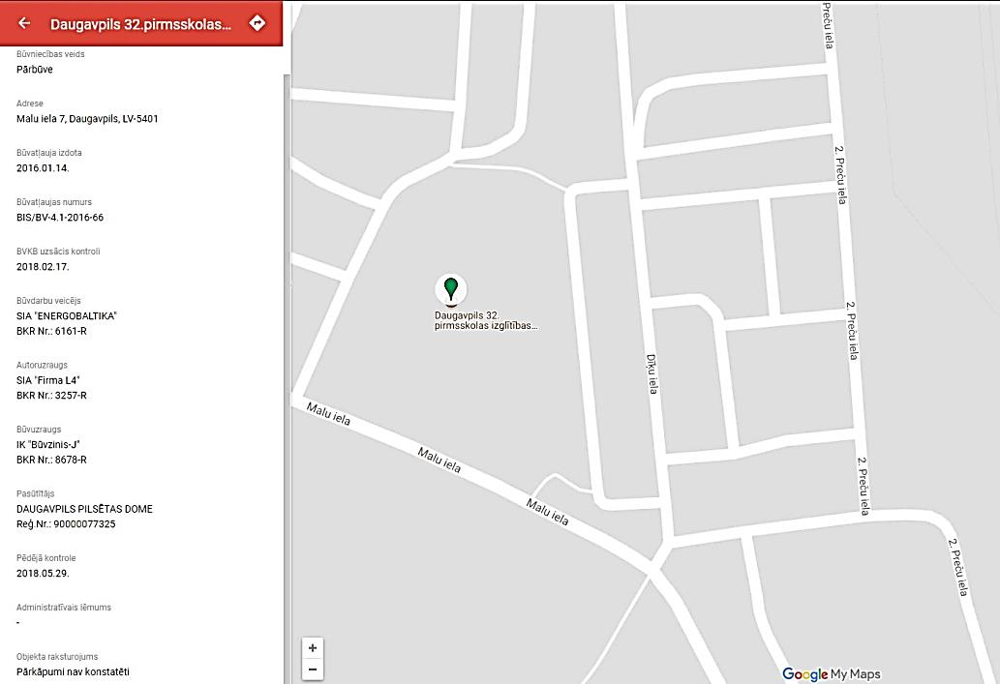 Daugavpils 32.pirmsskolas...
Būvniecības veids
Pārbūve
Adrese
Malu iela 7, Daugavpils, LV-5401
Būvatļauja izdota
2016.01.14.
Būvatļaujas numurs
BIS/BV-4.1-2016-66
BVKB uzsācis kontroli
2018.02.17.
Būvdarbu veicējs
SIA "ENERGOBALTIKA"
BKR Nr.: 6161-R
Autoruzraugs
SIA "Firma L4"
BKR Nr.: 3257-R
Būvuzraugs
IK "Būvzinis-J"
BKR Nr.: 8678-R
Pasūtītājs
DAUGAVPILS PILSĒTAS DOME
Reģ.Nr.: 90000077325
Pēdējā kontrole
2018.05.29.
Administratīvais lēmums
-
Objekta raksturojums
Pārkāpumi nav konstatēti
Preču iela
2. Preču iela
Daugavpils 32.
pirmsskolas izglītības...
2. Preču iela
Dīķu iela
Malu iela
Malu iela
2. Preču iela
Malu iela
2. Preču iela
+
−
Google My Maps